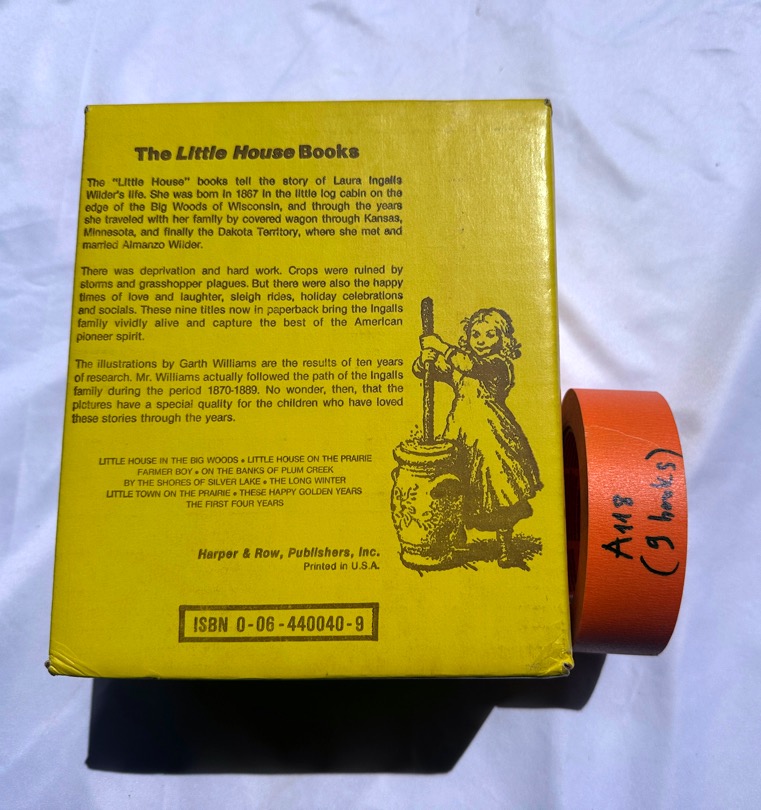 The Little House Books
The "Little House" books tell the story of Laura Ingalls
Wilder's life. She was born in 1867 in the little log cabin on the
edge of the Big Woods of Wisconsin, and through the years
she traveled with her family by covered wagon through Kansas,
Minnesota, and finally the Dakota Territory, where she met and
married Almanzo Wilder.
There was deprivation and hard work. Crops were ruined by
storms and grasshopper plagues. But there were also the happy
times of love and laughter, sleigh rides, holiday celebrations
and socials. These nine titles now in paperback bring the Ingalls
family vividly alive and capture the best of the American
pioneer spirit.
The illustrations by Garth Williams are the results of ten years
of research. Mr. Williams actually followed the path of the Ingalls
family during the period 1870-1889. No wonder, then, that the
pictures have a special quality for the children who have loved
these stories through the years.
LITTLE HOUSE IN THE BIG WOODS • LITTLE HOUSE ON THE PRAIRIE
FARMER BOY • ON THE BANKS OF PLUM CREEK
BY THE SHORES OF SILVER LAKE • THE LONG WINTER
LITTLE TOWN ON THE PRAIRIE • THESE HAPPY GOLDEN YEARS
THE FIRST FOUR YEARS
Harper & Row, Publishers, Inc.
Printed in U.S.A.
ISBN 0-06-440040-9
A118
(9 books)